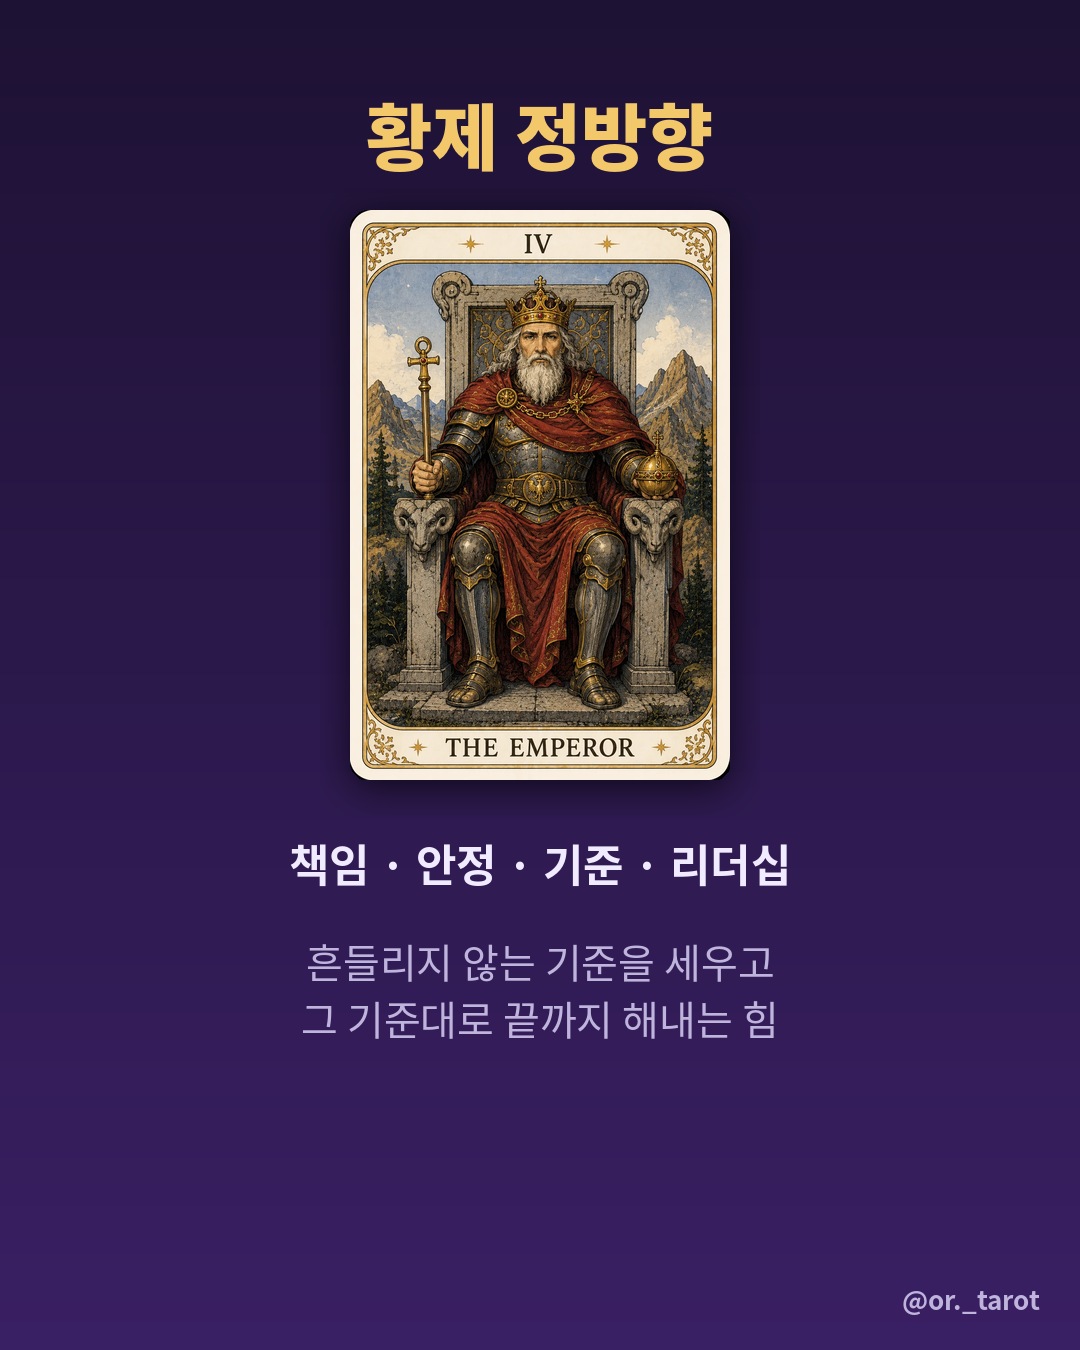 황제 정방향
IV
THE EMPEROR
책임 · 안정 · 기준 · 리더십
흔들리지 않는 기준을 세우고
그 기준대로 끝까지 해내는 힘
@or._tarot